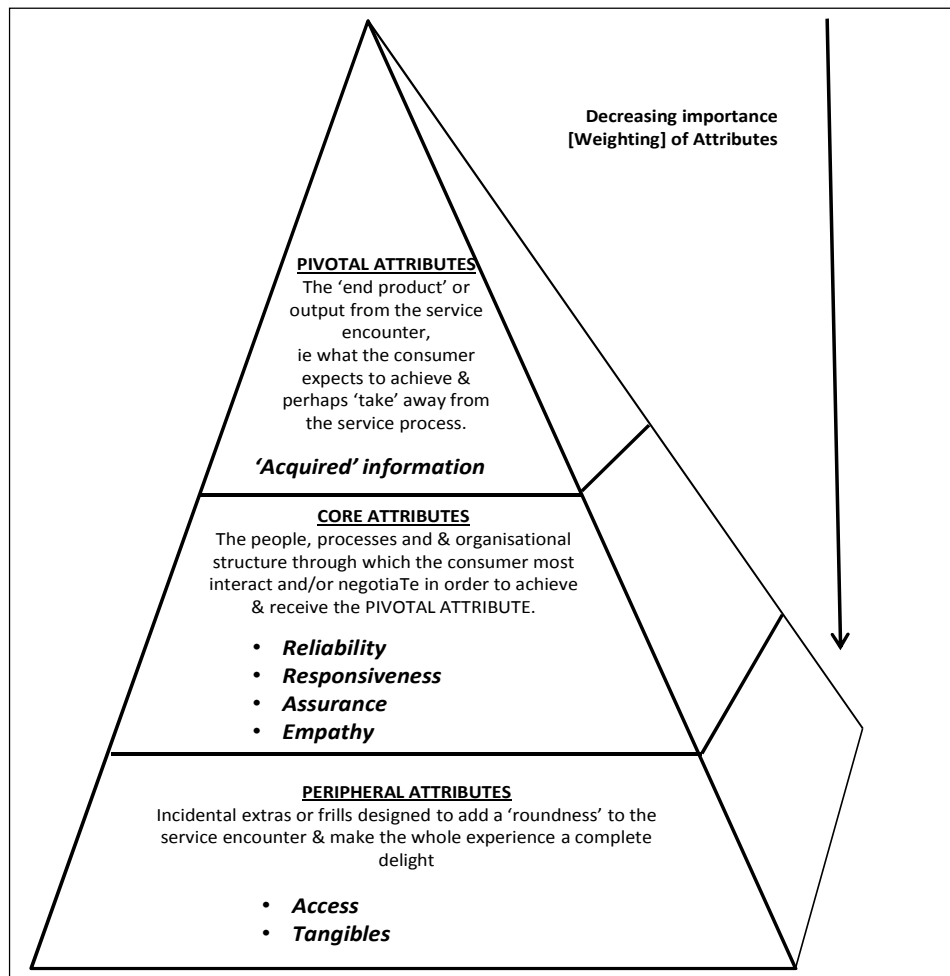 Decreasing importance
[Weighting] of Attributes
PIVOTAL ATTRIBUTES
The ‘end product’ or
output from the service
encounter,
ie what the consumer
expects to achieve &
perhaps ‘take’ away from
the service process.
‘Acquired’ information
CORE ATTRIBUTES
The people, processes and & organisational
structure through which the consumer most
interact and/or negotiaTe in order to achieve
& receive the PIVOTAL ATTRIBUTE.
• Reliability
• Responsiveness
• Assurance
• Empathy
PERIPHERAL ATTRIBUTES
Incidental extras or frills designed to add a ‘roundness’ to the
service encounter & make the whole experience a complete
delight
• Access
• Tangibles